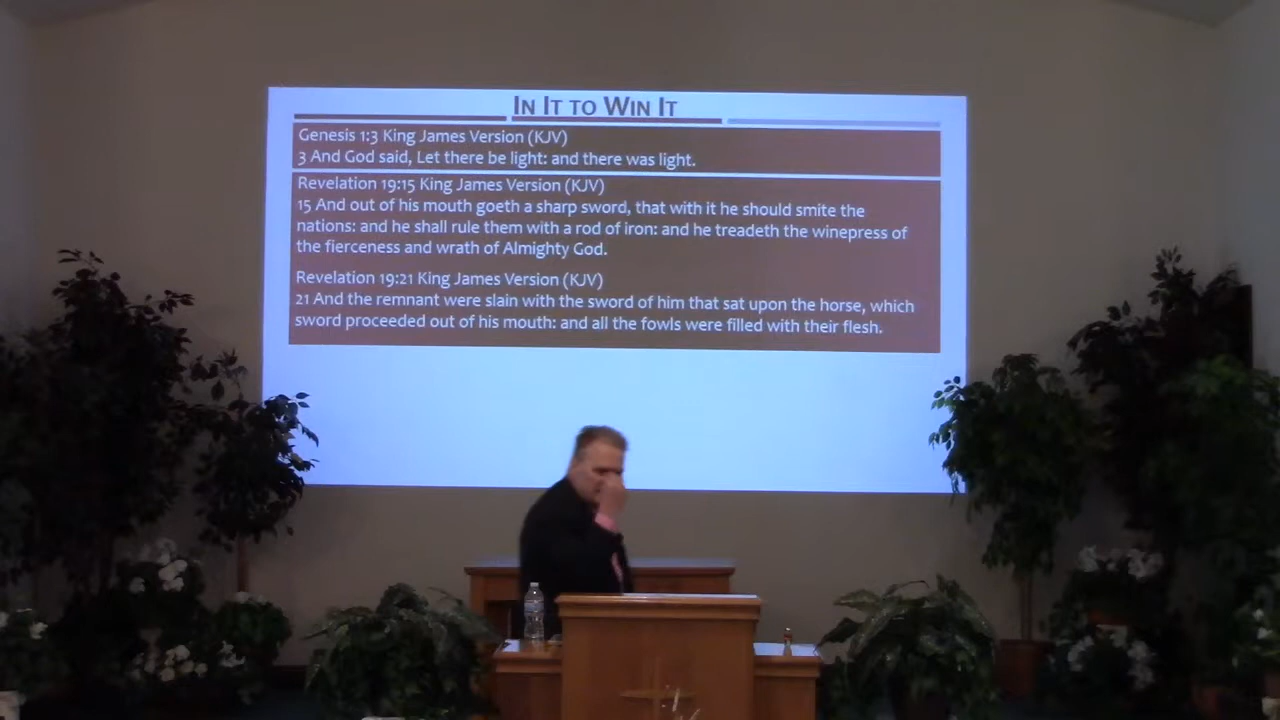 In It to Win It
Genesis 1:3 King James Version (KJV)
3 And God said, Let there be light: and there was light.
Revelation 19:15 King James Version (KJV)
15 And out of his mouth goeth a sharp sword, that with it he should smite the
nations: and he shall rule them with a rod of iron: and he treadeth the winepress of
the fierceness and wrath of Almighty God.
Revelation 19:21 King James Version (KJV)
21 And the remnant were slain with the sword of him that sat upon the horse, which
sword proceeded out of his mouth: and all the fowls were filled with their flesh.